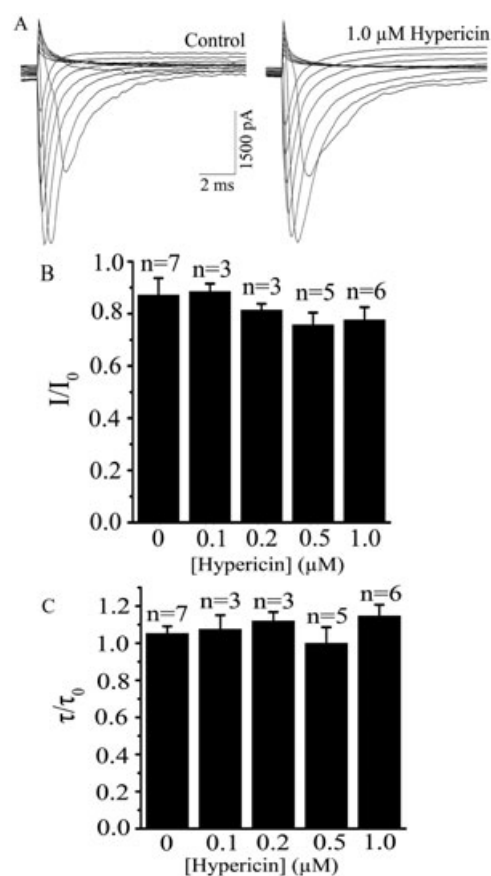 A
Control
1.0 µM Hypericin
1500 pA
2 ms
B
1.0
0.8
0.6
0.4
0.2
0.0
I/I0
n=7
n=3
n=3
n=5
n=6
0 0.1 0.2 0.5 1.0
[Hypericin] (µM)
C
1.2
1.0
0.8
0.6
0.4
0.2
0.0
τ/τ0
n=7
n=3
n=3
n=5
n=6
0 0.1 0.2 0.5 1.0
[Hypericin] (µM)